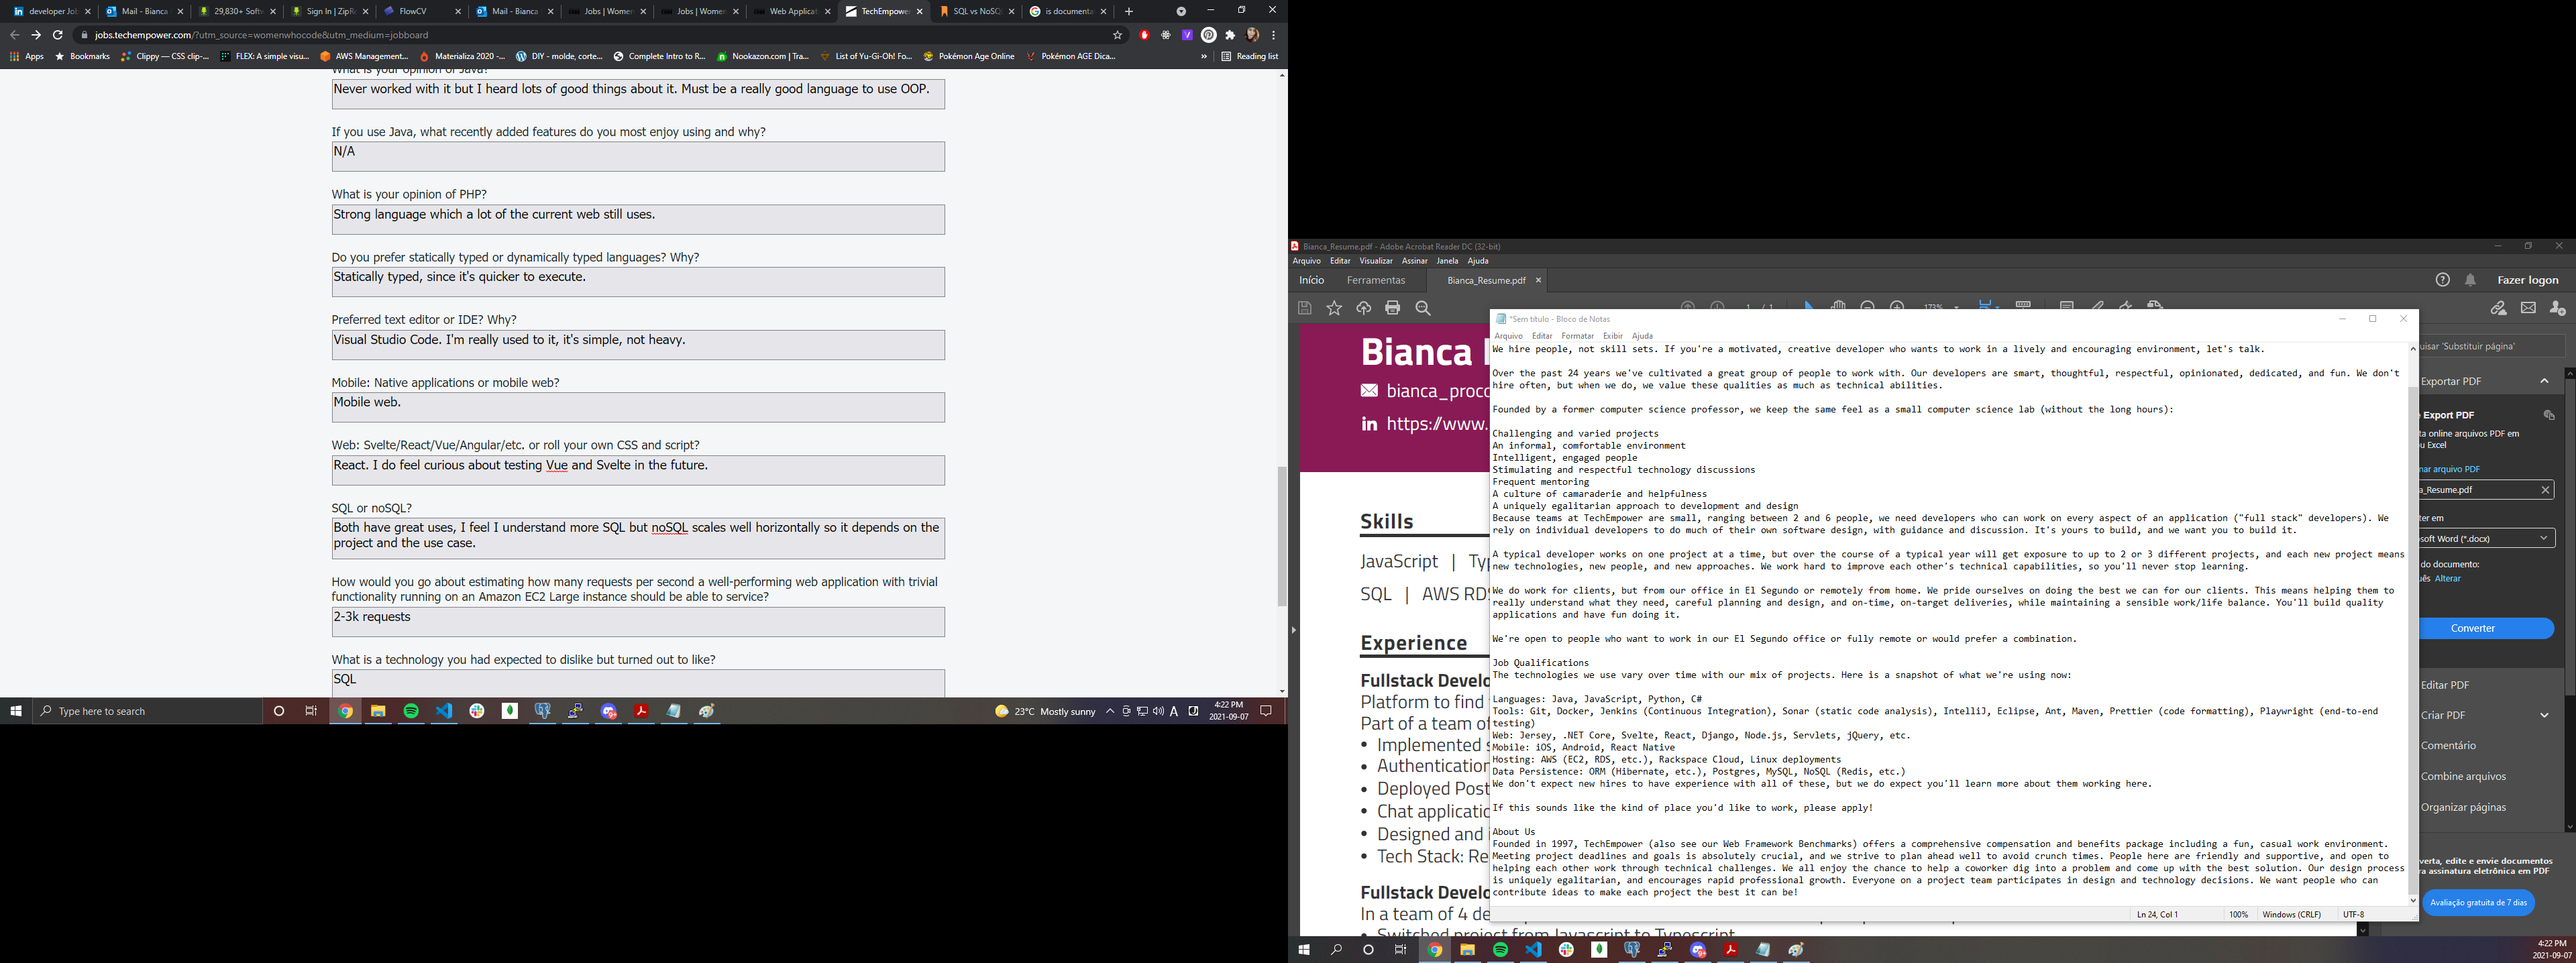 developer Job
Mail - Bianca
29,830+ Softw
Sign In | ZipRe
FlowCV
Mail - Bianca
Jobs | Women
Jobs | Women
Web Applicat
TechEmpower
SQL vs NoSQL
is documenta
jobs.techempower.com/?utm_source=womenwhocode&utm_medium=jobboard
Apps
Bookmarks
Clippy — CSS clip-...
FLEX: A simple visu...
AWS Management...
Materializa 2020 -...
DIY - molde, corte...
Complete Intro to R...
Nookazon.com | Tra...
List of Yu-Gi-Oh! Fo...
Pokémon Age Online
Pokémon AGE Dica...
»
Reading list
What is your opinion of Java?
Never worked with it but I heard lots of good things about it. Must be a really good language to use OOP.
If you use Java, what recently added features do you most enjoy using and why?
N/A
What is your opinion of PHP?
Strong language which a lot of the current web still uses.
Do you prefer statically typed or dynamically typed languages? Why?
Statically typed, since it's quicker to execute.
Preferred text editor or IDE? Why?
Visual Studio Code. I'm really used to it, it's simple, not heavy.
Mobile: Native applications or mobile web?
Mobile web.
Web: Svelte/React/Vue/Angular/etc. or roll your own CSS and script?
React. I do feel curious about testing Vue and Svelte in the future.
SQL or noSQL?
Both have great uses, I feel I understand more SQL but noSQL scales well horizontally so it depends on the
project and the use case.
How would you go about estimating how many requests per second a well-performing web application with trivial
functionality running on an Amazon EC2 Large instance should be able to service?
2-3k requests
What is a technology you had expected to dislike but turned out to like?
SQL
Type here to search
23°C Mostly sunny
4:22 PM
2021-09-07
Bianca_Resume.pdf - Adobe Acrobat Reader DC (32-bit)
Arquivo Editar Visualizar Assinar Janela Ajuda
Início
Ferramentas
Bianca_Resume.pdf
Fazer logon
1 / 1
173%
Bianca
bianca_proco
https://www.
Skills
JavaScript | Typ
SQL | AWS RDS
Experience
Fullstack Develo
Platform to find
Part of a team of
• Implemented s
• Authentication
• Deployed Post
• Chat applicatio
• Designed and i
• Tech Stack: Re
Fullstack Develo
In a team of 4 de
• Switched project from Javascript to Typescript
*Sem título - Bloco de Notas
Arquivo Editar Formatar Exibir Ajuda
We hire people, not skill sets. If you're a motivated, creative developer who wants to work in a lively and encouraging environment, let's talk.
Over the past 24 years we've cultivated a great group of people to work with. Our developers are smart, thoughtful, respectful, opinionated, dedicated, and fun. We don't
hire often, but when we do, we value these qualities as much as technical abilities.
Founded by a former computer science professor, we keep the same feel as a small computer science lab (without the long hours):
Challenging and varied projects
An informal, comfortable environment
Intelligent, engaged people
Stimulating and respectful technology discussions
Frequent mentoring
A culture of camaraderie and helpfulness
A uniquely egalitarian approach to development and design
Because teams at TechEmpower are small, ranging between 2 and 6 people, we need developers who can work on every aspect of an application ("full stack" developers). We
rely on individual developers to do much of their own software design, with guidance and discussion. It's yours to build, and we want you to build it.
A typical developer works on one project at a time, but over the course of a typical year will get exposure to up to 2 or 3 different projects, and each new project means
new technologies, new people, and new approaches. We work hard to improve each other's technical capabilities, so you'll never stop learning.
We do work for clients, but from our office in El Segundo or remotely from home. We pride ourselves on doing the best we can for our clients. This means helping them to
really understand what they need, careful planning and design, and on-time, on-target deliveries, while maintaining a sensible work/life balance. You'll build quality
applications and have fun doing it.
We're open to people who want to work in our El Segundo office or fully remote or would prefer a combination.
Job Qualifications
The technologies we use vary over time with our mix of projects. Here is a snapshot of what we're using now:
Languages: Java, JavaScript, Python, C#
Tools: Git, Docker, Jenkins (Continuous Integration), Sonar (static code analysis), IntelliJ, Eclipse, Ant, Maven, Prettier (code formatting), Playwright (end-to-end
testing)
Web: Jersey, .NET Core, Svelte, React, Django, Node.js, Servlets, jQuery, etc.
Mobile: iOS, Android, React Native
Hosting: AWS (EC2, RDS, etc.), Rackspace Cloud, Linux deployments
Data Persistence: ORM (Hibernate, etc.), Postgres, MySQL, NoSQL (Redis, etc.)
We don't expect new hires to have experience with all of these, but we do expect you'll learn more about them working here.
If this sounds like the kind of place you'd like to work, please apply!
About Us
Founded in 1997, TechEmpower (also see our Web Framework Benchmarks) offers a comprehensive compensation and benefits package including a fun, casual work environment.
Meeting project deadlines and goals is absolutely crucial, and we strive to plan ahead well to avoid crunch times. People here are friendly and supportive, and open to
helping each other work through technical challenges. We all enjoy the chance to help a coworker dig into a problem and come up with the best solution. Our design process
is uniquely egalitarian, and encourages rapid professional growth. Everyone on a project team participates in design and technology decisions. We want people who can
contribute ideas to make each project the best it can be!
Ln 24, Col 1
100%
Windows (CRLF)
UTF-8
uisar 'Substituir página'
Exportar PDF
Export PDF
ta online arquivos PDF em
u Excel
nar arquivo PDF
a_Resume.pdf
ter em
soft Word (*.docx)
do documento:
uês Alterar
Converter
Editar PDF
Criar PDF
Comentário
Combine arquivos
Organizar páginas
verta, edite e envie documentos
ra assinatura eletrônica em PDF
Avaliação gratuita de 7 dias
4:22 PM
2021-09-07